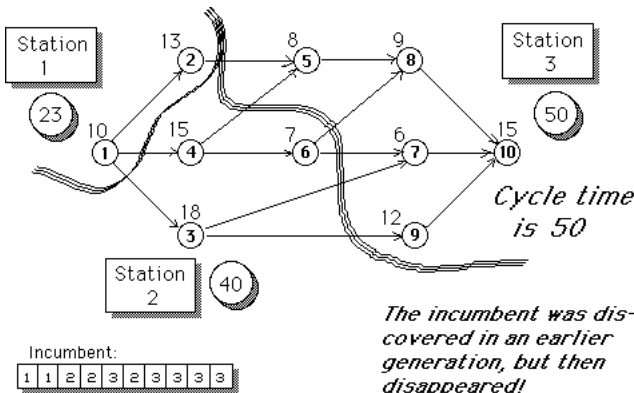 Station
1
23
13
2
8
5
9
8
Station
3
50
10
1
15
4
7
6
6
7
15
10
Cycle time
is 50
18
3
12
9
Station
2
40
The incumbent was dis-
covered in an earlier
generation, but then
disappeared!
Incumbent:
1 1 2 2 3 2 3 3 3 3